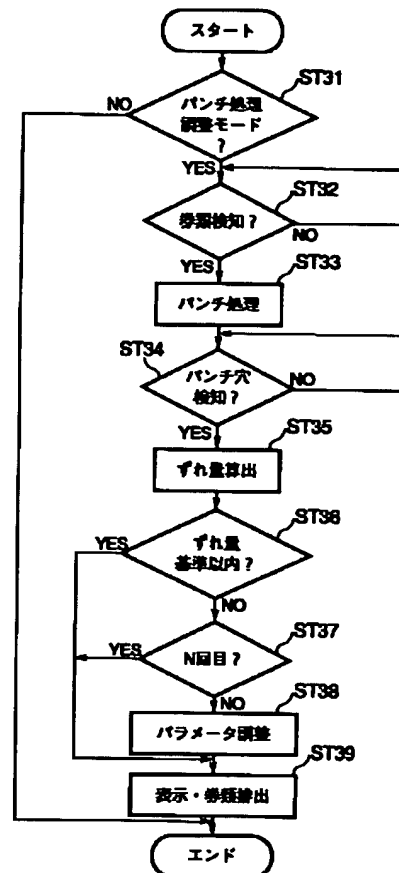 スタート
ST31
NO
パンチ処理
調整モード
?
YES
ST32
券類検知?
NO
YES
ST33
パンチ処理
ST34
パンチ穴
検知?
NO
YES
ST35
ずれ量算出
ST36
YES
ずれ量
基準以内?
NO
ST37
YES
N回目?
NO
ST38
パラメータ調整
ST39
表示・券類排出
エンド